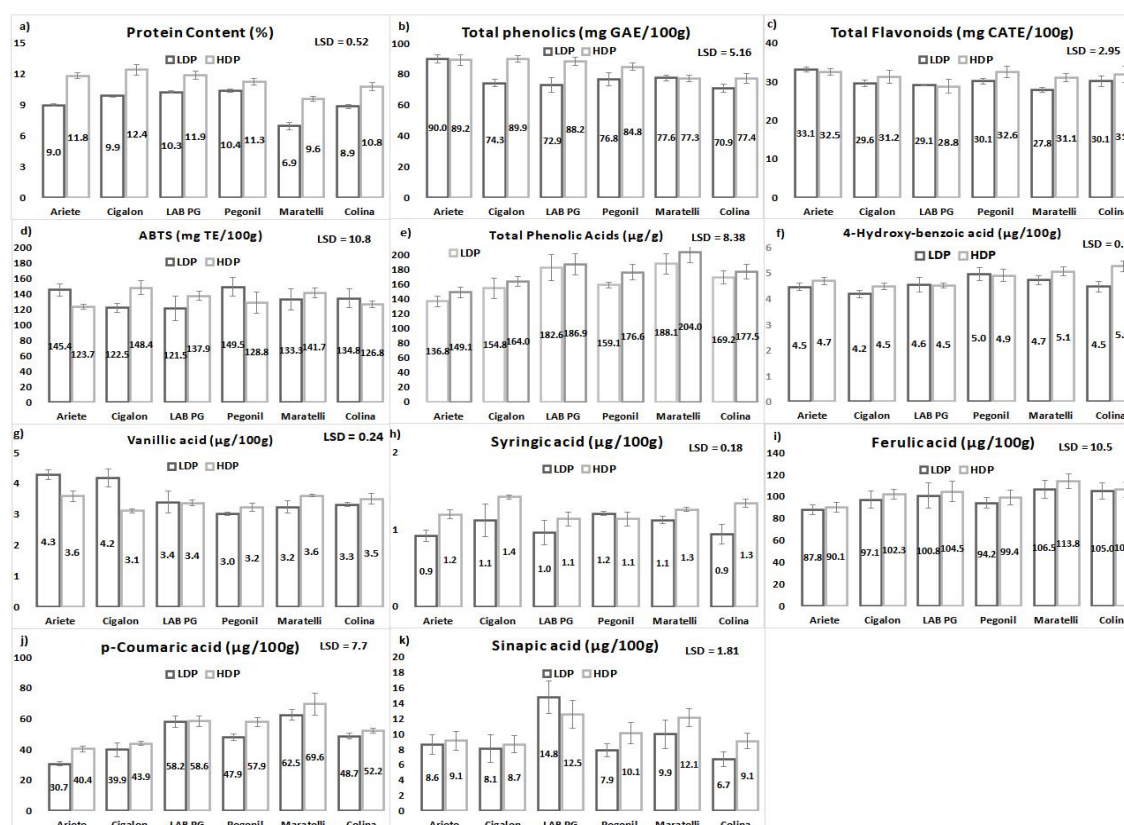 a) Protein Content (%)
LSD = 0.52
LDP HDP
15
12
9
6
3
0
9.0 11.8 9.9 12.4 10.3 11.9 10.4 11.3 6.9 9.6 8.9 10.8
Ariete Cigalon LAB PG Pegonil Maratelli Colina
b) Total phenolics (mg GAE/100g)
LSD = 5.16
LDP HDP
100
80
60
40
20
0
90.0 89.2 74.3 89.9 72.9 88.2 76.8 84.8 77.6 77.3 70.9 77.4
Ariete Cigalon LAB PG Pegonil Maratelli Colina
c) Total Flavonoids (mg CATE/100g)
LSD = 2.95
LDP HDP
40
30
20
10
0
33.1 32.5 29.6 31.2 29.1 28.8 30.1 32.6 27.8 31.1 30.1
Ariete Cigalon LAB PG Pegonil Maratelli Colina
d) ABTS (mg TE/100g)
LSD = 10.8
LDP HDP
200
180
160
140
120
100
80
60
40
20
0
145.4 123.7 122.5 148.4 121.5 137.9 149.5 128.8 133.3 141.7 134.8 126.8
Ariete Cigalon LAB PG Pegonil Maratelli Colina
e) Total Phenolic Acids (µg/g)
LSD = 8.38
LDP
200
180
160
140
120
100
80
60
40
20
0
136.8 149.1 154.8 164.0 182.6 186.9 159.1 176.6 188.1 204.0 169.2 177.5
Ariete Cigalon LAB PG Pegonil Maratelli Colina
f) 4-Hydroxy-benzoic acid (µg/100g)
LSD = 0.
LDP HDP
6
5
4
3
2
1
0
4.5 4.7 4.2 4.5 4.6 4.5 5.0 4.9 4.7 5.1 4.5 5.
Ariete Cigalon LAB PG Pegonil Maratelli Colina
g) Vanillic acid (µg/100g)
LSD = 0.24
LDP HDP
5
4
3
2
1
0
4.3 3.6 4.2 3.1 3.4 3.4 3.0 3.2 3.2 3.6 3.3 3.5
Ariete Cigalon LAB PG Pegonil Maratelli Colina
h) Syringic acid (µg/100g)
LSD = 0.18
LDP HDP
2
1
0
0.9 1.2 1.1 1.4 1.0 1.1 1.2 1.1 1.1 1.3 0.9 1.3
Ariete Cigalon LAB PG Pegonil Maratelli Colina
i) Ferulic acid (µg/100g)
LSD = 10.5
LDP HDP
140
120
100
80
60
40
20
0
87.8 90.1 97.1 102.3 100.8 104.5 94.2 99.4 106.5 113.8 105.0
Ariete Cigalon LAB PG Pegonil Maratelli Colina
j) p-Coumaric acid (µg/100g)
LSD = 7.7
LDP HDP
100
80
60
40
20
0
30.7 40.4 39.9 43.9 58.2 58.6 47.9 57.9 62.5 69.6 48.7 52.2
Ariete Cigalon LAB PG Pegonil Maratelli Colina
k) Sinapic acid (µg/100g)
LSD = 1.81
LDP HDP
20
18
16
14
12
10
8
6
4
2
0
8.6 9.1 8.1 8.7 14.8 12.5 7.9 10.1 9.9 12.1 6.7 9.1
Ariete Cigalon LAB PG Pegonil Maratelli Colina